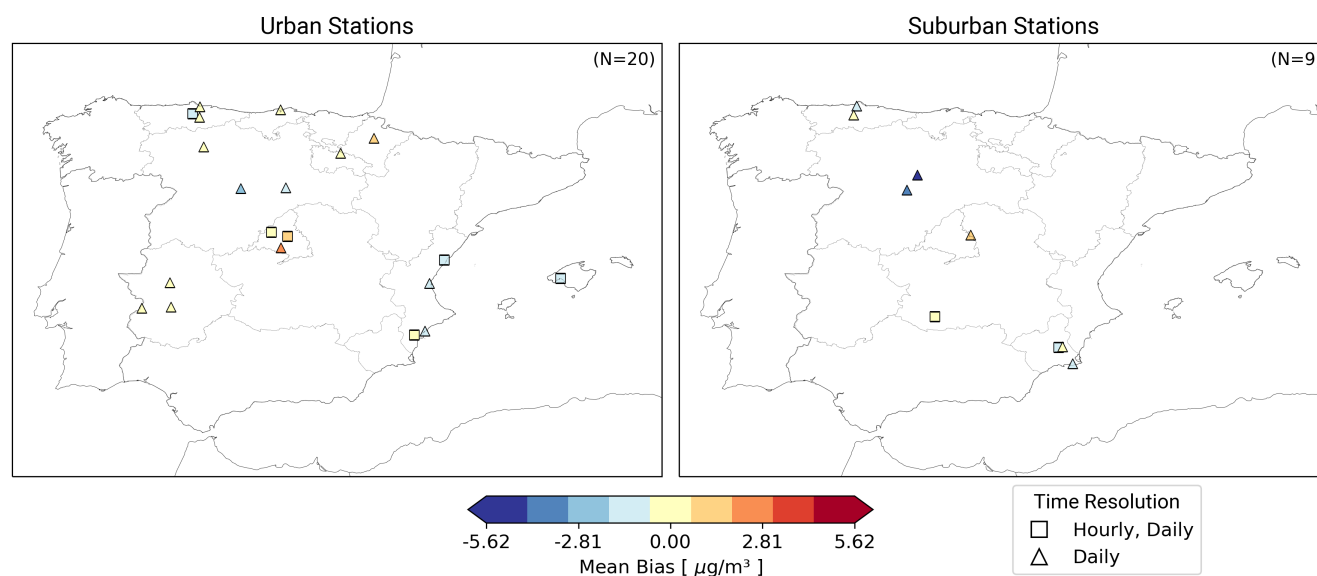 Urban Stations
(N=20)
Suburban Stations
(N=9
-5.62 -2.81 0.00 2.81 5.62
Mean Bias [ μg/m³ ]
Time Resolution
Hourly, Daily
Daily